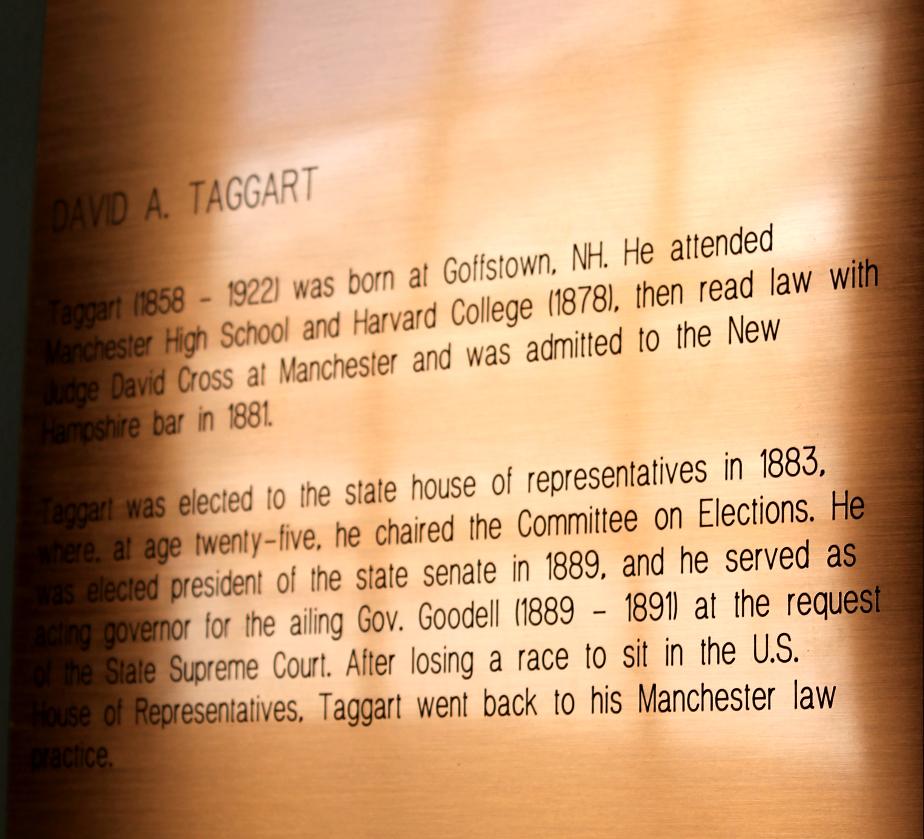 DAVID A. TAGGART
Taggart (1858 - 1922) was born at Goffstown, NH. He attended
Manchester High School and Harvard College (1878), then read law with
Judge David Cross at Manchester and was admitted to the New
Hampshire bar in 1881.
Taggart was elected to the state house of representatives in 1883,
where, at age twenty-five, he chaired the Committee on Elections. He
was elected president of the state senate in 1889, and he served as
acting governor for the ailing Gov. Goodell (1889 - 1891) at the request
of the State Supreme Court. After losing a race to sit in the U.S.
House of Representatives, Taggart went back to his Manchester law
practice.